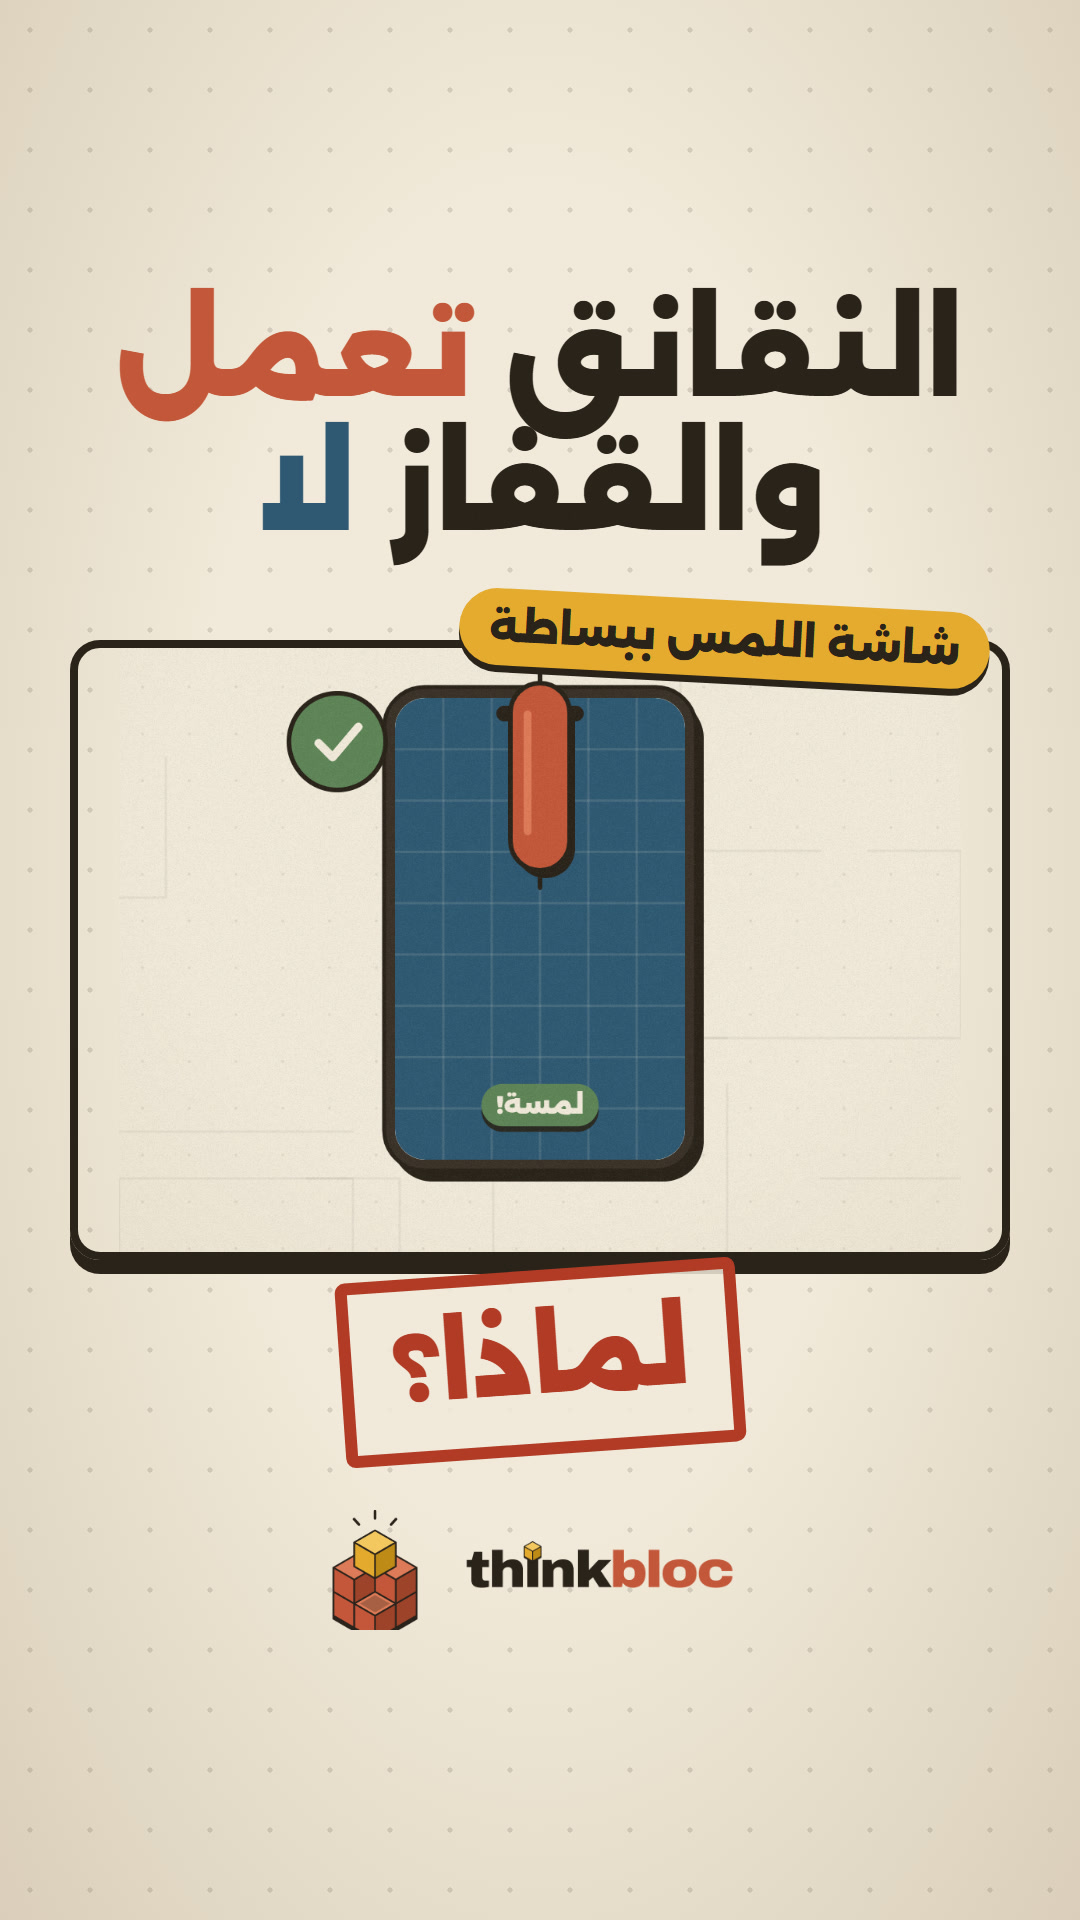 النقانق تعمل
والقفاز لا
شاشة اللمس ببساطة
لمسة!
لماذا؟
thinkbloc